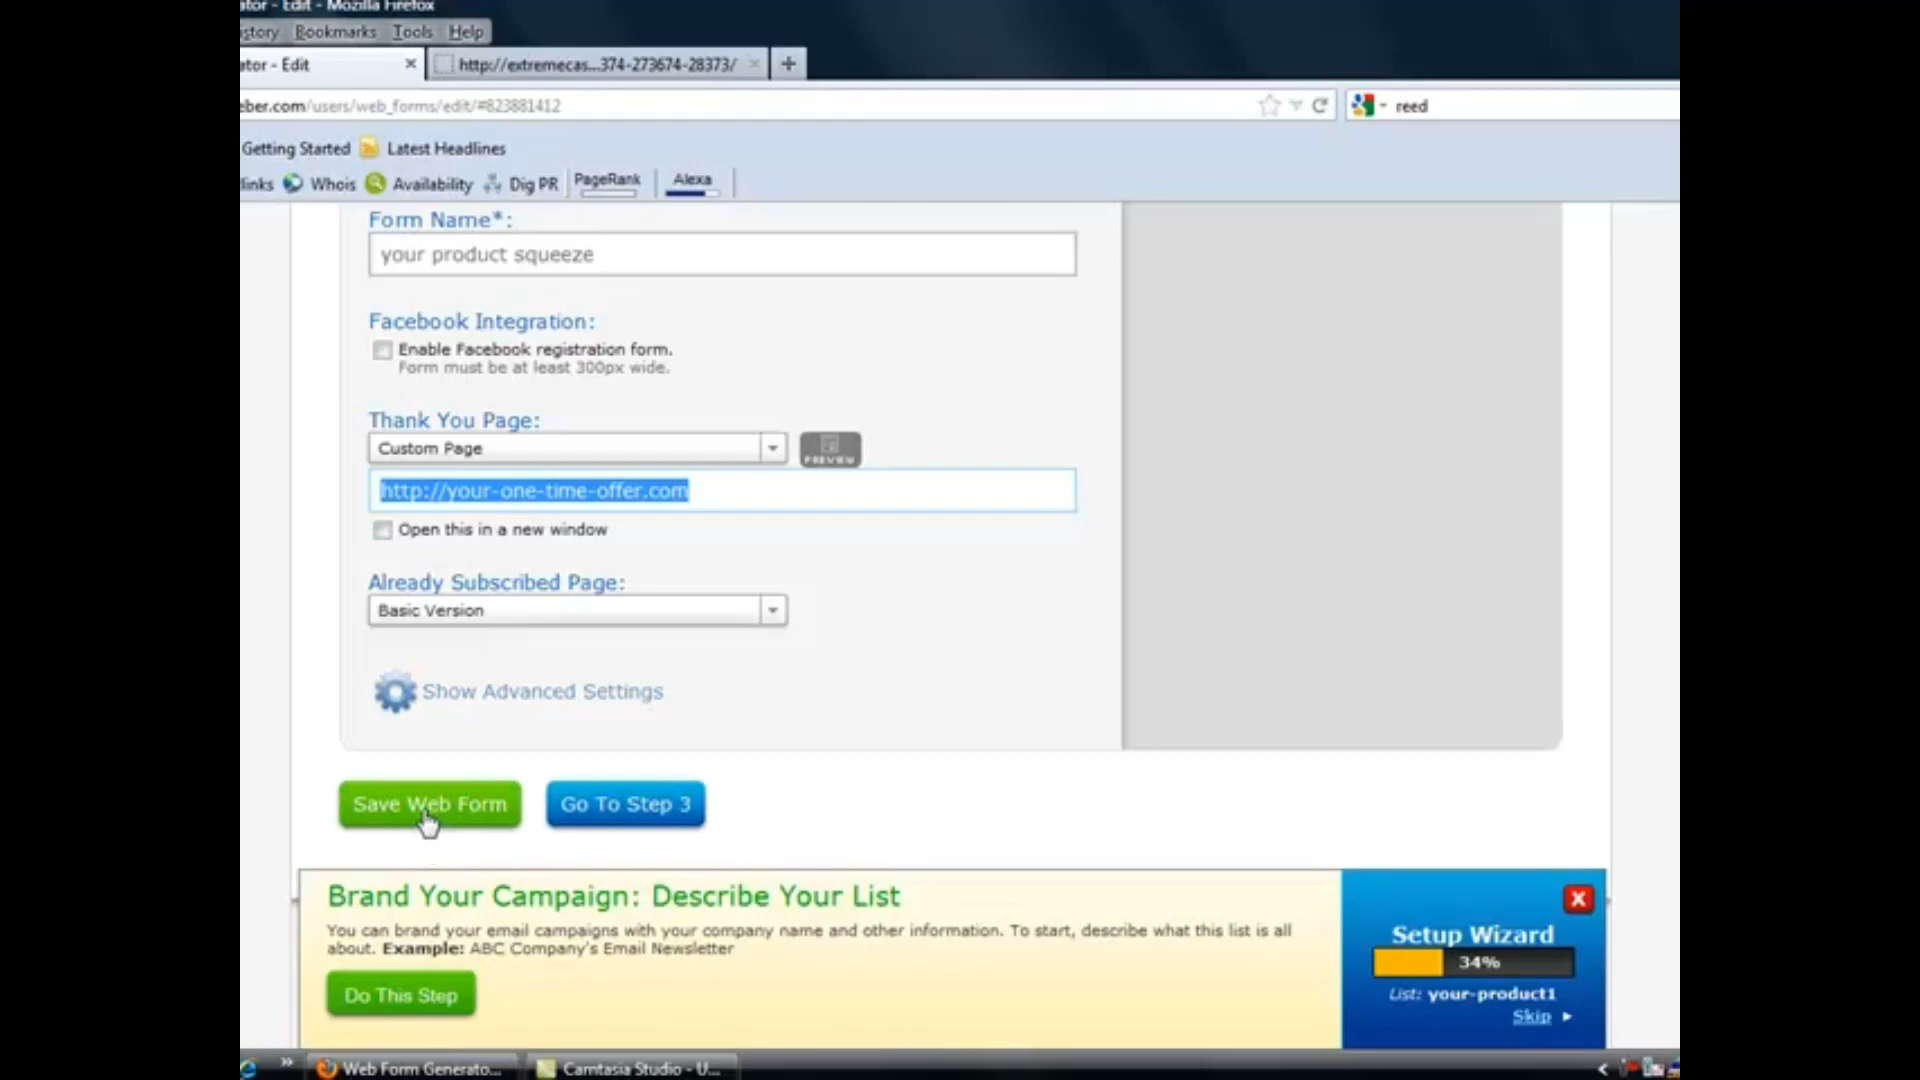 ator - Edit - Mozilla Firefox
istory Bookmarks Tools Help
ator - Edit
http://extremecas...374-273674-28373/
eber.com/users/web_forms/edit/#823881412
reed
Getting Started Latest Headlines
links Whois Availability Dig PR PageRank Alexa
Form Name*:
your product squeeze
Facebook Integration:
Enable Facebook registration form.
Form must be at least 300px wide.
Thank You Page:
Custom Page
PREVIEW
http://your-one-time-offer.com
Open this in a new window
Already Subscribed Page:
Basic Version
Show Advanced Settings
Save Web Form Go To Step 3
Brand Your Campaign: Describe Your List
You can brand your email campaigns with your company name and other information. To start, describe what this list is all
about. Example: ABC Company's Email Newsletter
Do This Step
Setup Wizard
34%
List: your-product1
Skip
Web Form Generato... Camtasia Studio - U...